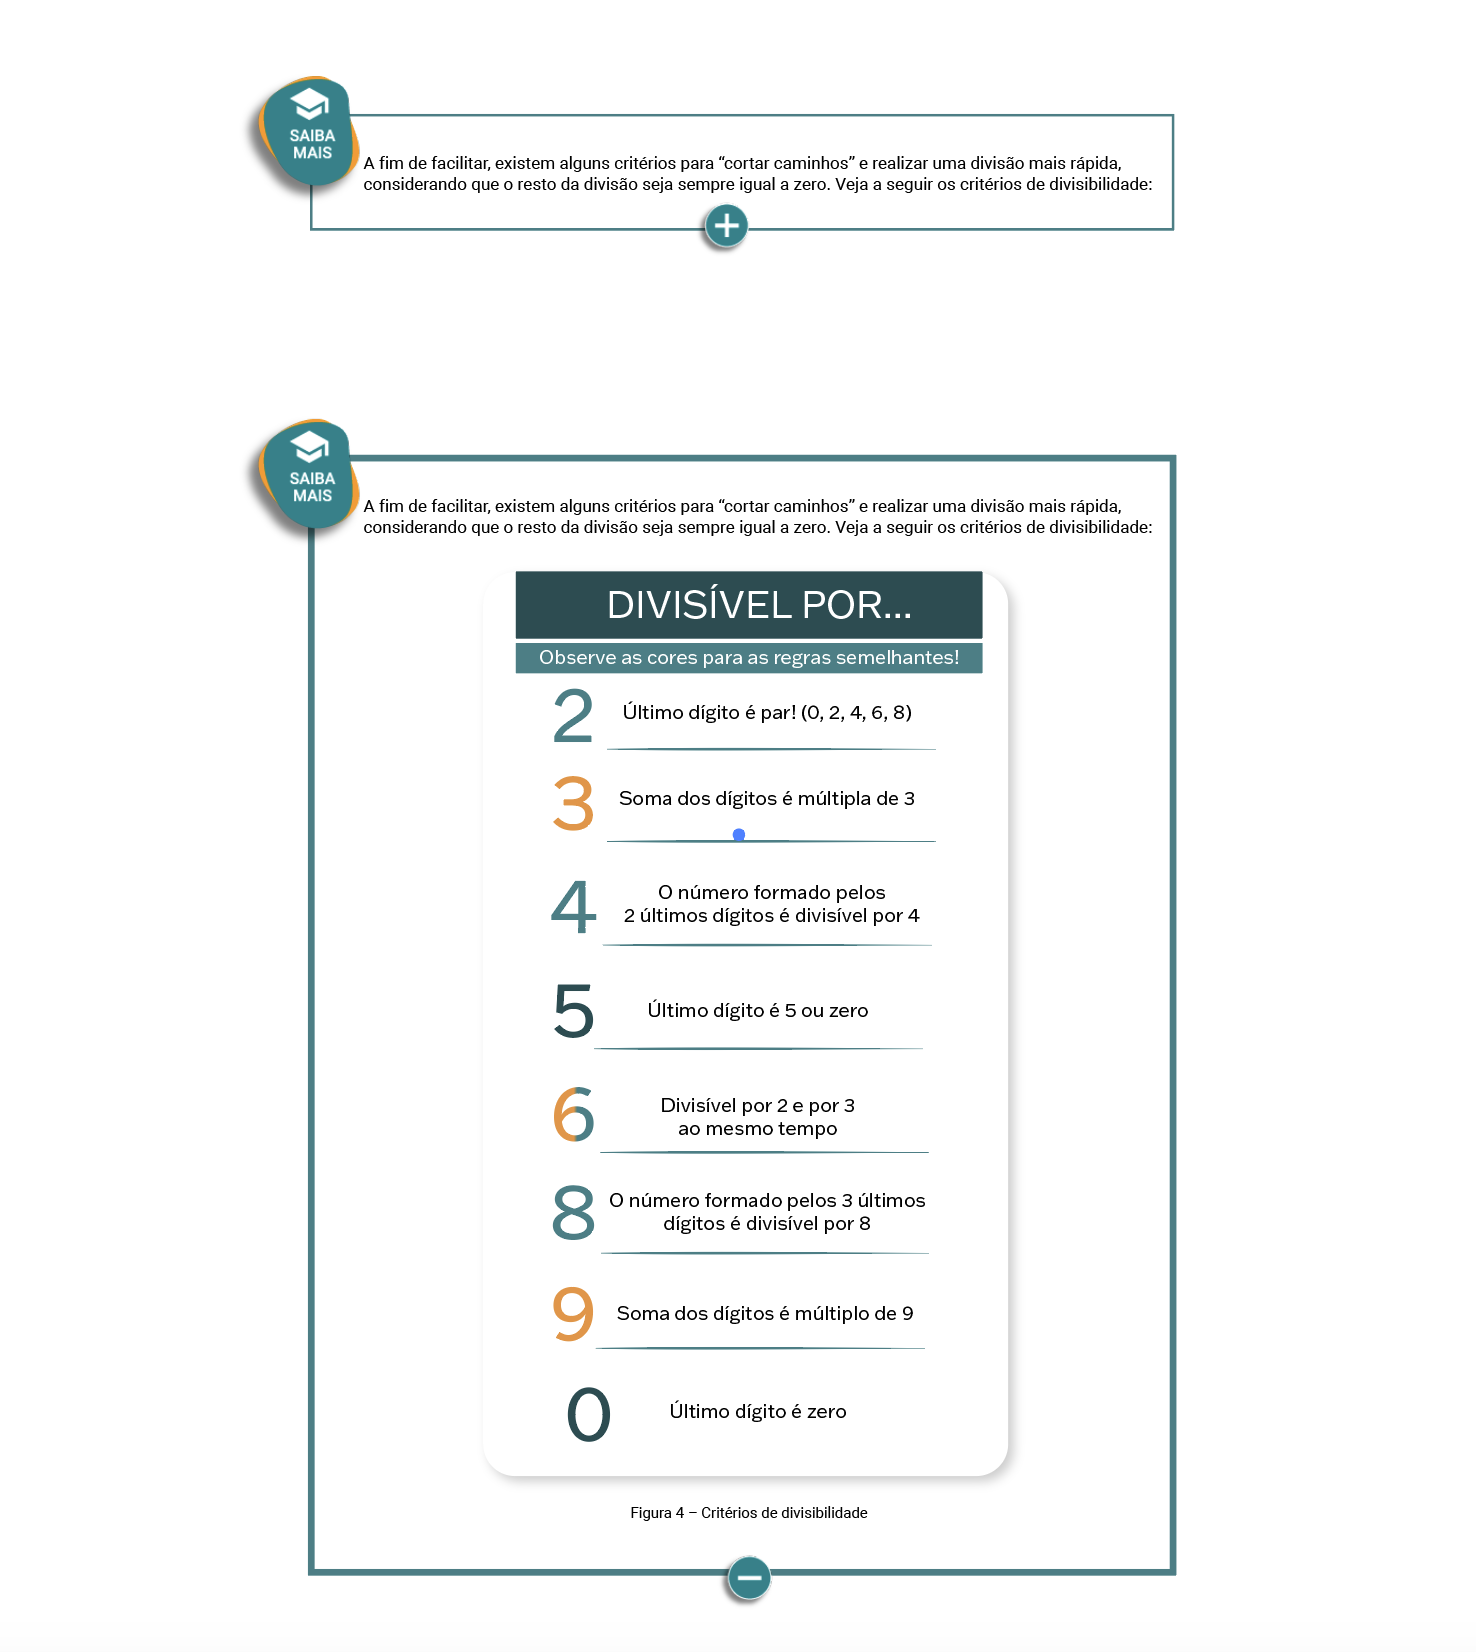 SAIBA
MAIS
A fim de facilitar, existem alguns critérios para “cortar caminhos” e realizar uma divisão mais rápida,
considerando que o resto da divisão seja sempre igual a zero. Veja a seguir os critérios de divisibilidade:
SAIBA
MAIS
A fim de facilitar, existem alguns critérios para “cortar caminhos” e realizar uma divisão mais rápida,
considerando que o resto da divisão seja sempre igual a zero. Veja a seguir os critérios de divisibilidade:
DIVISÍVEL POR...
Observe as cores para as regras semelhantes!
2 Último dígito é par! (0, 2, 4, 6, 8)
3 Soma dos dígitos é múltipla de 3
4 O número formado pelos
2 últimos dígitos é divisível por 4
5 Último dígito é 5 ou zero
6 Divisível por 2 e por 3
ao mesmo tempo
8 O número formado pelos 3 últimos
dígitos é divisível por 8
9 Soma dos dígitos é múltiplo de 9
0 Último dígito é zero
Figura 4 – Critérios de divisibilidade